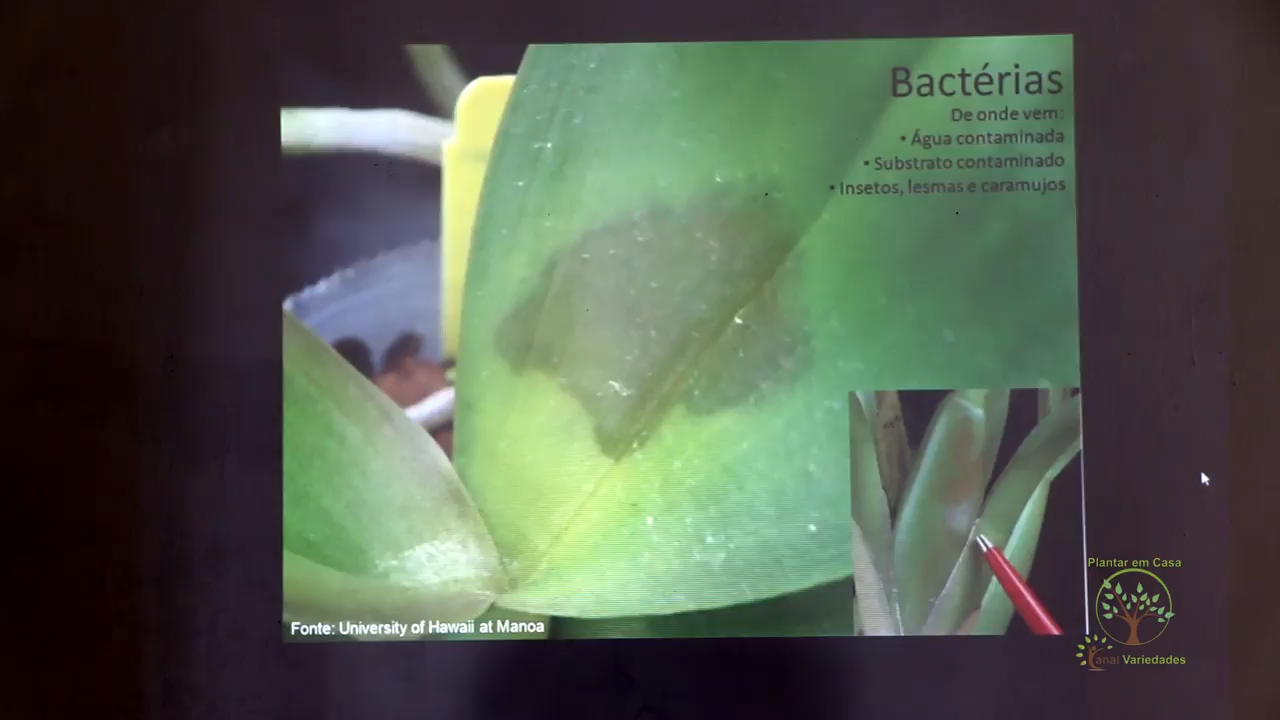 Bactérias
De onde vem:
• Água contaminada
• Substrato contaminado
• Insetos, lesmas e caramujos
Fonte: University of Hawaii at Manoa
Plantar em Casa
Canal Variedades